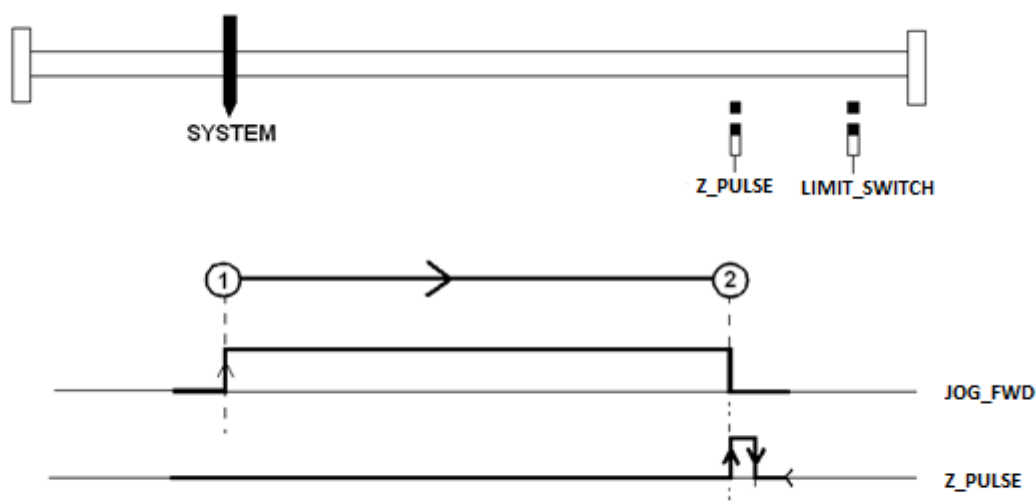 SYSTEM
Z_PULSE
LIMIT_SWITCH
1
2
JOG_FWD
Z_PULSE